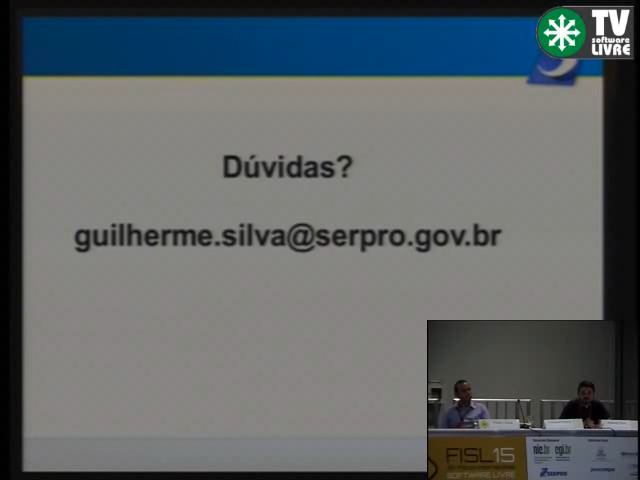 TV
software
LIVRE
Dúvidas?
guilherme.silva@serpro.gov.br
FISL15
SOFTWARE LIVRE
nic.br cgi.br
SERPRO